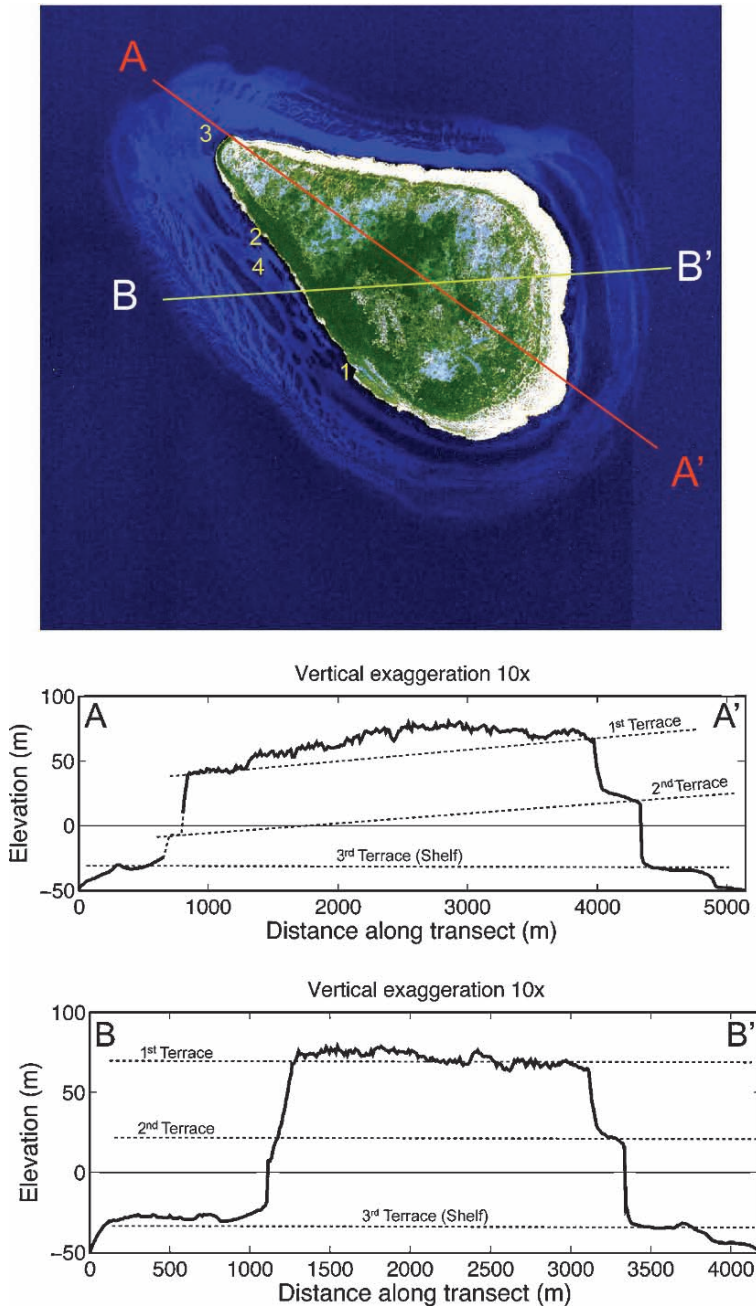 A
3
2
4
B
B’
1
A’
Vertical exaggeration 10x
100
A
A’
1st Terrace
50
2nd Terrace
Elevation (m)
0
3rd Terrace (Shelf)
−50
0 1000 2000 3000 4000 5000
Distance along transect (m)
Vertical exaggeration 10x
100
B
B’
1st Terrace
50
2nd Terrace
Elevation (m)
0
3rd Terrace (Shelf)
−50
0 500 1000 1500 2000 2500 3000 3500 4000
Distance along transect (m)